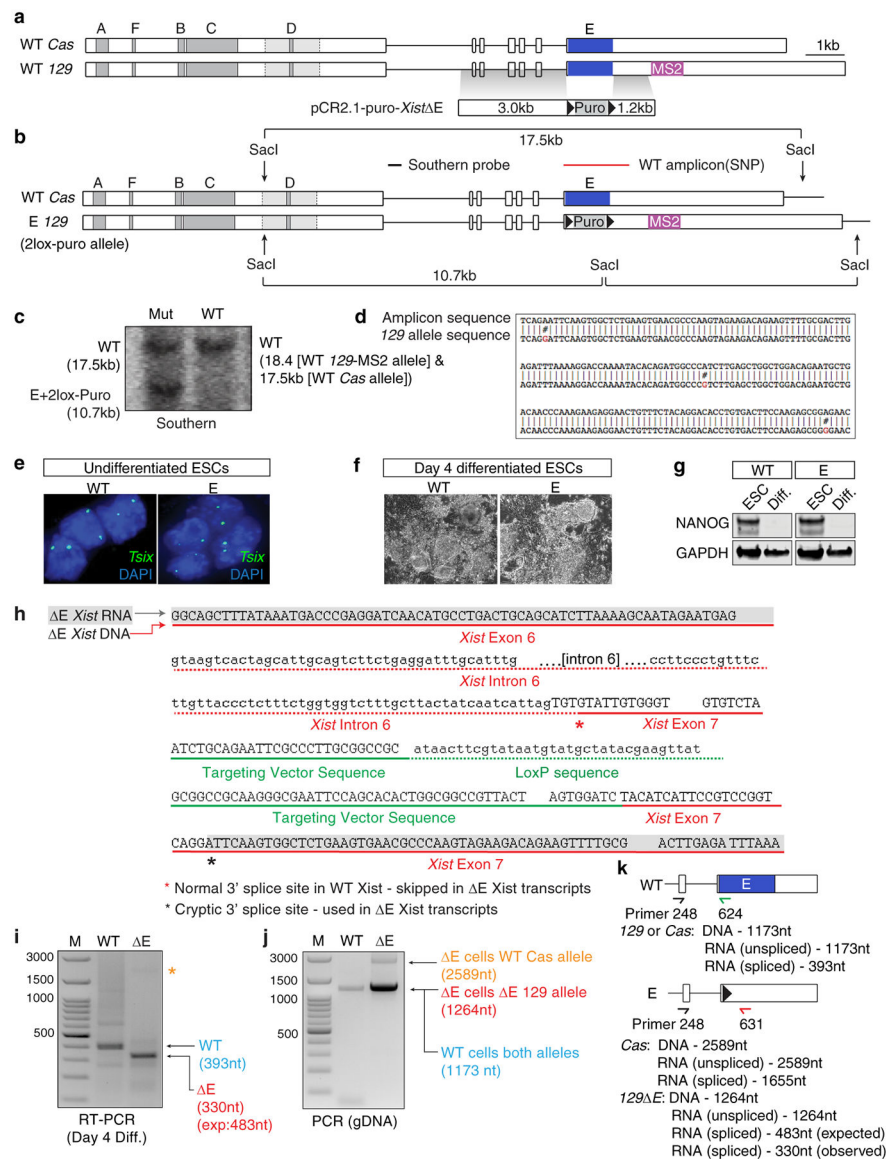 a
A F B C D E
WT Cas
1kb
WT 129
MS2
pCR2.1-puro-XistΔE
3.0kb
Puro
1.2kb
b
17.5kb
SacI
SacI
Southern probe
WT amplicon(SNP)
A F B C D E
WT Cas
E 129
Puro
MS2
(2lox-puro allele)
SacI
SacI
SacI
10.7kb
c
Mut WT
WT
(17.5kb)
E+2lox-Puro
(10.7kb)
WT
(18.4 [WT 129-MS2 allele] &
17.5kb [WT Cas allele])
Southern
d
Amplicon sequence
129 allele sequence
TCAGAATTCAAGTGGCTCTGAAGTGAACGCCCAAGTAGAAGACAGAAGTTTTGCGACTTG
#
TCAGGATTCAAGTGGCTCTGAAGTGAACGCCCAAGTAGAAGACAGAAGTTTTGCGACTTG
AGATTTAAAAGGACCAAAATACACAGATGGCCCATCTTGAGCTGGCTGGACAGAATGCTG
#
AGATTTAAAAGGACCAAAATACACAGATGGCCCGTCTTGAGCTGGCTGGACAGAATGCTG
ACAACCCAAAGAAGAGGAACTGTTTCTACAGGACACCTGTGACTTCCAAGAGCGGAGAAC
#
ACAACCCAAAGAAGAGGAACTGTTTCTACAGGACACCTGTGACTTCCAAGAGCGGGGAAC
e
Undifferentiated ESCs
WT E
Tsix
DAPI
Tsix
DAPI
f
Day 4 differentiated ESCs
WT E
g
WT E
ESC Diff. ESC Diff.
NANOG
GAPDH
h
ΔE Xist RNA
ΔE Xist DNA
GGCAGCTTTATAAATGACCCGAGGATCAACATGCCTGACTGCAGCATCTTAAAAGCAATAGAATGAG
Xist Exon 6
gtaagtcactagcattgcagtcttctgaggatttgcatttg ....[intron 6] ....ccttccctgtttc
Xist Intron 6
ttgttaccctctttctggtggtctttgcttactatcaatcattagTGTGTATTGTGGGT GTGTCTA
Xist Intron 6
*
Xist Exon 7
ATCTGCAGAATTCGCCCTTGCGGCCGC ataacttcgtataatgtatgctatacgaagttat
Targeting Vector Sequence
LoxP sequence
GCGGCCGCAAGGGCGAATTCCAGCACACTGGCGGCCGTTACT AGTGGATCTACATCATTCCGTCCGGT
Targeting Vector Sequence
Xist Exon 7
CAGGATTCAAGTGGCTCTGAAGTGAACGCCCAAGTAGAAGACAGAAGTTTTGCG ACTTGAGATTTAAA
*
Xist Exon 7
* Normal 3' splice site in WT Xist - skipped in ΔE Xist transcripts
* Cryptic 3' splice site - used in ΔE Xist transcripts
i
M WT ΔE
3000
1500
1000
500
*
WT
(393nt)
ΔE
(330nt)
(exp:483nt)
RT-PCR
(Day 4 Diff.)
j
M WT ΔE
3000
1500
1000
500
ΔE cells WT Cas allele
(2589nt)
ΔE cells ΔE 129 allele
(1264nt)
WT cells both alleles
(1173 nt)
PCR (gDNA)
k
WT
E
Primer 248 624
129 or Cas: DNA - 1173nt
RNA (unspliced) - 1173nt
RNA (spliced) - 393nt
E
Primer 248 631
Cas: DNA - 2589nt
RNA (unspliced) - 2589nt
RNA (spliced) - 1655nt
129ΔE: DNA - 1264nt
RNA (unspliced) - 1264nt
RNA (spliced) - 483nt (expected)
RNA (spliced) - 330nt (observed)